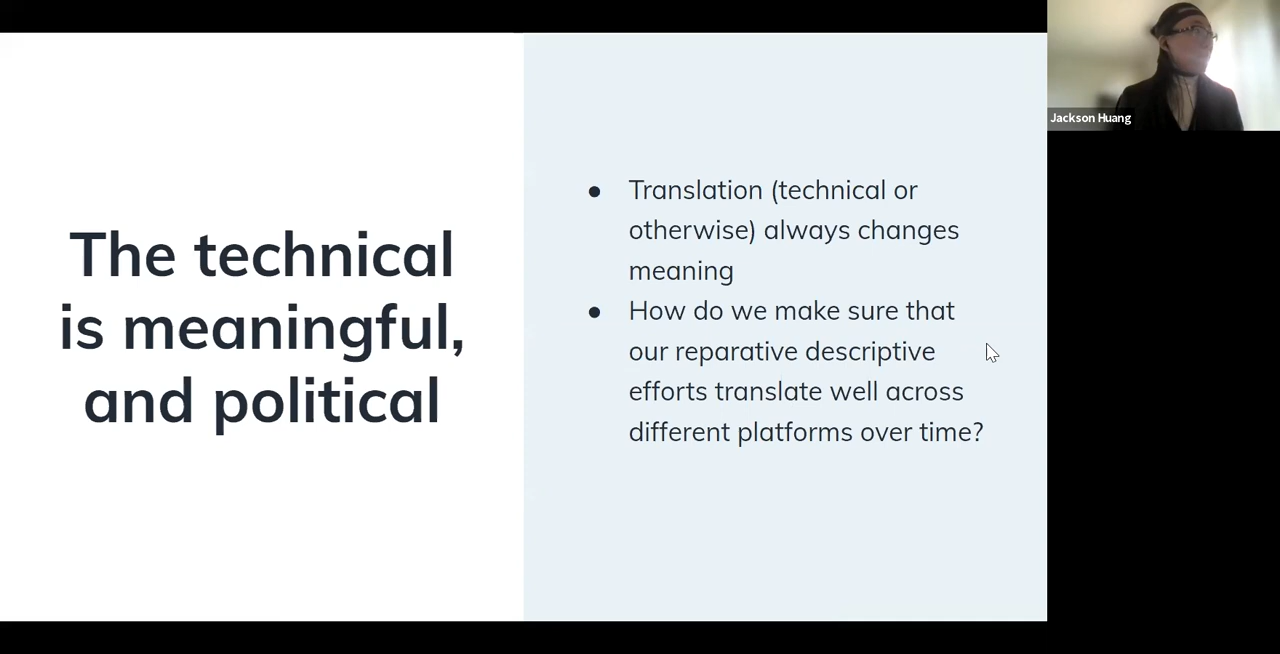 The technical
is meaningful,
and political
● Translation (technical or
otherwise) always changes
meaning
● How do we make sure that
our reparative descriptive
efforts translate well across
different platforms over time?
Jackson Huang